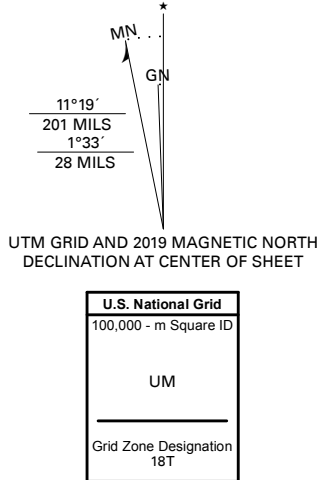 ★
MN
GN
11°19´
201 MILS
1°33´
28 MILS
UTM GRID AND 2019 MAGNETIC NORTH
DECLINATION AT CENTER OF SHEET
U.S. National Grid
100,000 - m Square ID
UM
Grid Zone Designation
18T